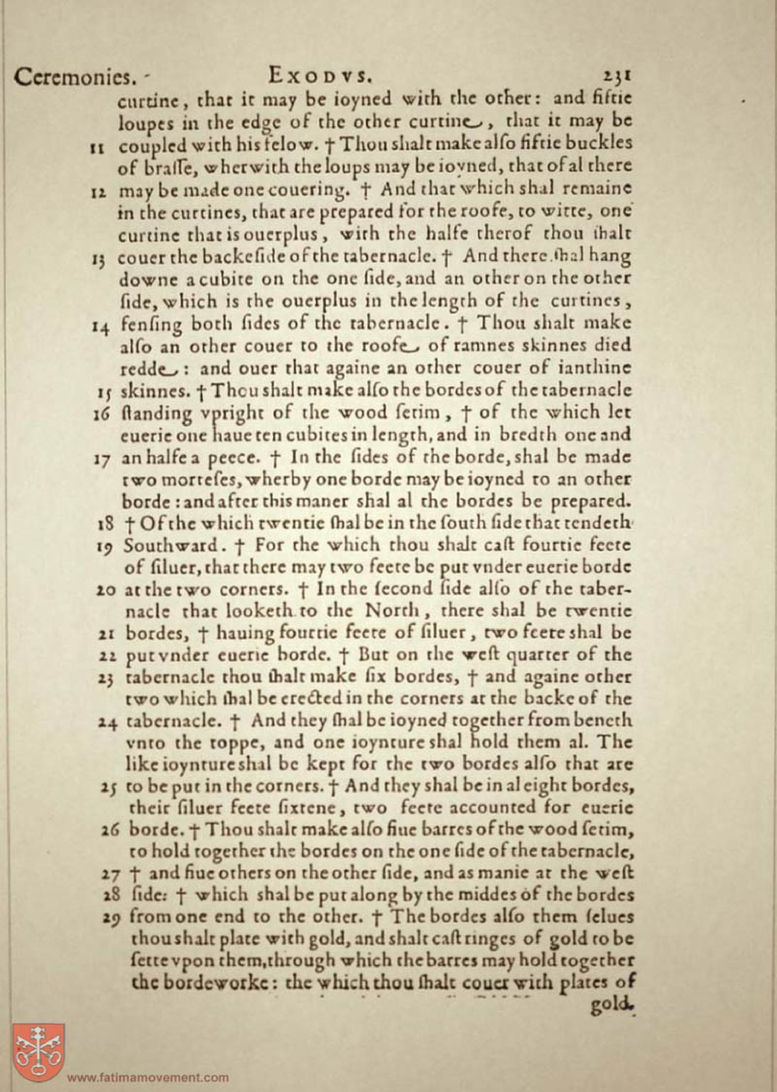 Ceremonies. EXODVS. 231
curtine, that it may be ioyned with the other: and fiftie
loupes in the edge of the other curtine, that it may be
11 coupled with his felow. † Thou shalt make alſo fiftie buckles
of braſſe, wherwith the loups may be ioyned, that of al there
12 may be made one couering. † And that which shal remaine
in the curtines, that are prepared for the roofe, to witte, one
curtine that is ouerplus, with the halfe therof thou ſhalt
13 couer the backeſide of the tabernacle. † And there ſhal hang
downe a cubite on the one ſide, and an other on the other
ſide, which is the ouerplus in the length of the curtines,
14 fenſing both ſides of the tabernacle. † Thou shalt make
alſo an other couer to the roofe of ramnes skinnes died
redde: and ouer that againe an other couer of ianthine
15 skinnes. † Thou shalt make alſo the bordes of the tabernacle
16 ſtanding vpright of the wood ſetim, † of the which let
euerie one haue ten cubites in length, and in bredth one and
17 an halfe a peece. † In the ſides of the borde, shal be made
two morteſes, wherby one borde may be ioyned to an other
borde: and after this maner shal al the bordes be prepared.
18 † Of the which twentie ſhal be in the ſouth ſide that tendeth
19 Southward. † For the which thou shalt caſt fourtie feete
of ſiluer, that there may two feete be put vnder euerie borde
20 at the two corners. † In the ſecond ſide alſo of the taber-
nacle that looketh to the North, there shal be twentie
21 bordes, † hauing fourtie feete of ſiluer, two feete shal be
22 put vnder euerie borde. † But on the weſt quarter of the
23 tabernacle thou ſhalt make ſix bordes, † and againe other
two which ſhal be erected in the corners at the backe of the
24 tabernacle. † And they ſhal be ioyned together from beneth
vnto the toppe, and one ioynture shal hold them al. The
like ioynture shal be kept for the two bordes alſo that are
25 to be put in the corners. † And they shal be in al eight bordes,
their ſiluer feete ſixtene, two feete accounted for euerie
26 borde. † Thou shalt make alſo fiue barres of the wood ſetim,
to hold together the bordes on the one ſide of the tabernacle,
27 † and fiue others on the other ſide, and as manie at the weſt
28 ſide: † which shal be put along by the middes of the bordes
29 from one end to the other. † The bordes alſo them ſelues
thou shalt plate with gold, and shalt caſt ringes of gold to be
ſette vpon them, through which the barres may hold together
the bordeworke: the which thou ſhalt couer with plates of
gold.
www.fatimamovement.com